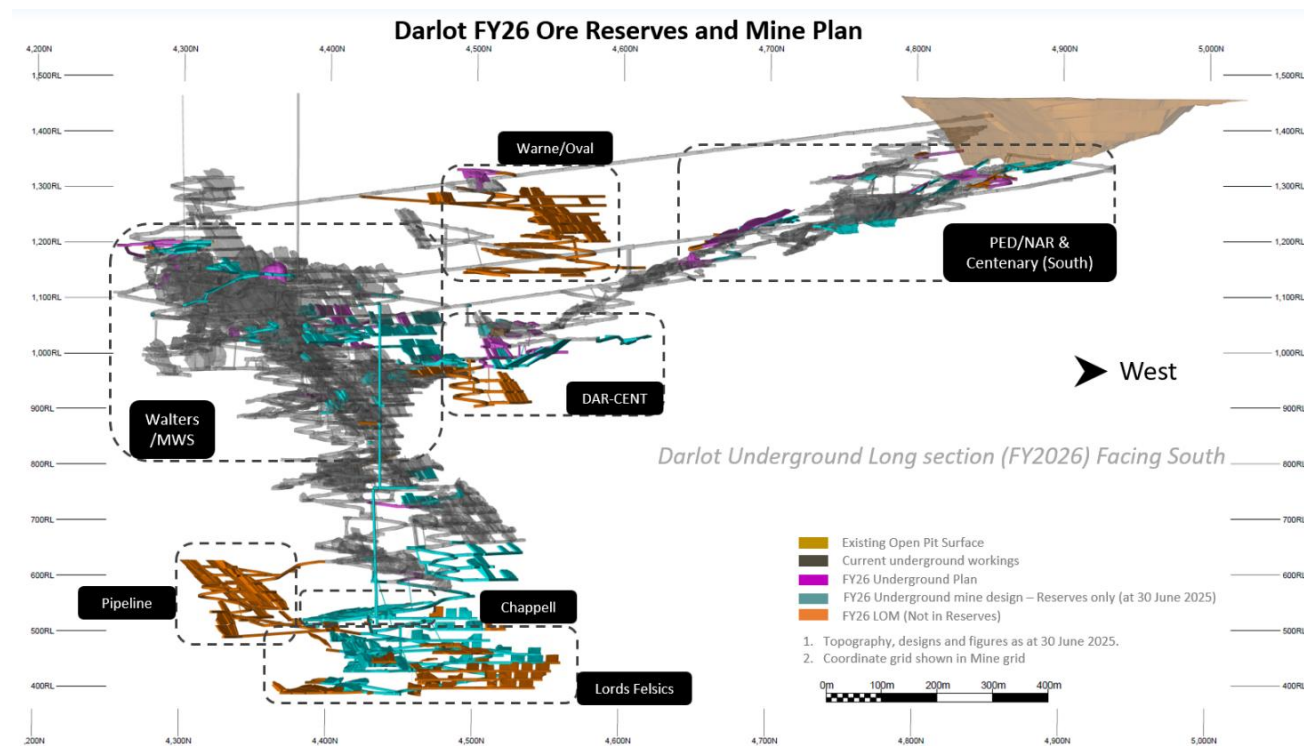 Darlot FY26 Ore Reserves and Mine Plan
4,200N 4,300N 4,400N 4,500N 4,600N 4,700N 4,800N 4,900N 5,000N
1,500RL 1,500RL
1,400RL 1,400RL
Warne/Oval
1,300RL 1,300RL
1,200RL 1,200RL
PED/NAR &
Centenary (South)
1,100RL 1,100RL
1,000RL 1,000RL
West
DAR-CENT
900RL 900RL
Walters
/MWS
800RL 800RL
Darlot Underground Long section (FY2026) Facing South
700RL 700RL
Existing Open Pit Surface
Current underground workings
600RL 600RL
FY26 Underground Plan
Pipeline
Chappell
FY26 Underground mine design – Reserves only (at 30 June 2025)
FY26 LOM (Not in Reserves)
500RL 500RL
1. Topography, designs and figures as at 30 June 2025.
2. Coordinate grid shown in Mine grid
Lords Felsics
0m 100m 200m 300m 400m
400RL 400RL
4,200N 4,300N 4,400N 4,500N 4,600N 4,700N 4,800N 4,900N 5,000N